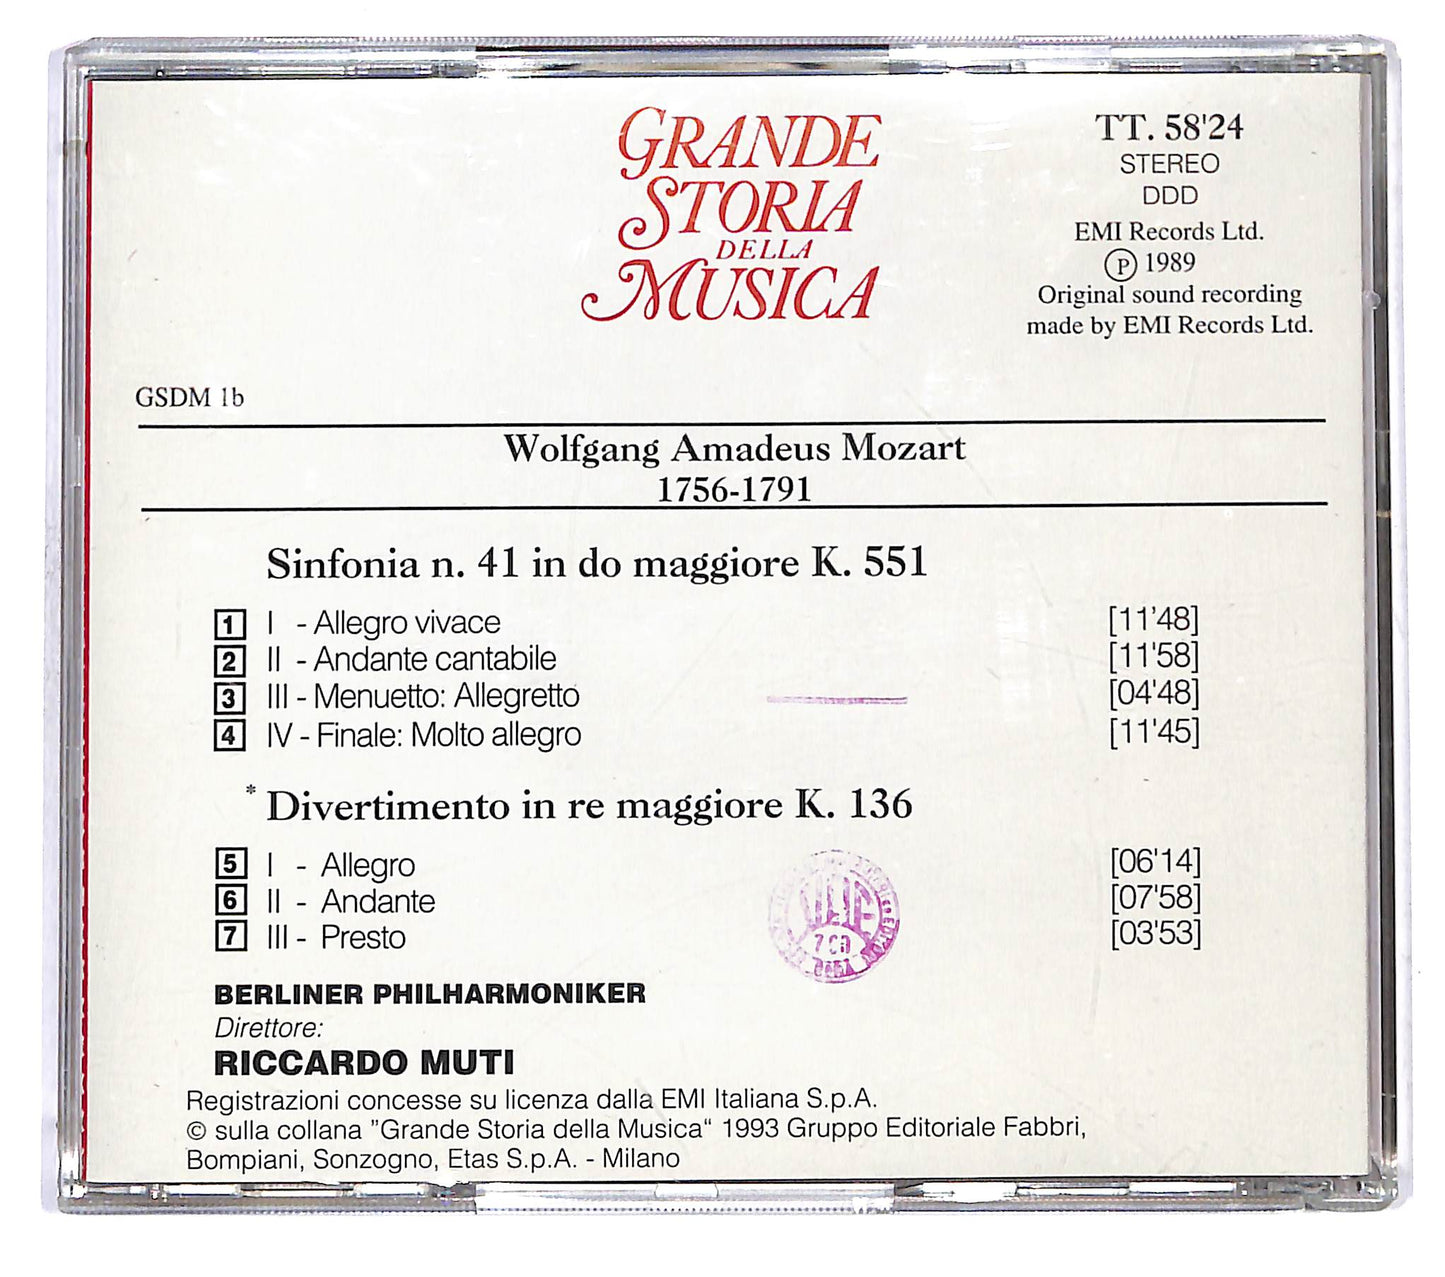 GRANDE
STORIA
DELLA
MUSICA
TT. 58'24
STEREO
DDD
EMI Records Ltd.
Ⓟ 1989
Original sound recording
made by EMI Records Ltd.
GSDM 1b
Wolfgang Amadeus Mozart
1756-1791
Sinfonia n. 41 in do maggiore K. 551
1 I - Allegro vivace [11'48]
2 II - Andante cantabile [11'58]
3 III - Menuetto: Allegretto [04'48]
4 IV - Finale: Molto allegro [11'45]
* Divertimento in re maggiore K. 136
5 I - Allegro [06'14]
6 II - Andante [07'58]
7 III - Presto [03'53]
BERLINER PHILHARMONIKER
Direttore:
RICCARDO MUTI
Registrazioni concesse su licenza dalla EMI Italiana S.p.A.
© sulla collana "Grande Storia della Musica" 1993 Gruppo Editoriale Fabbri,
Bompiani, Sonzogno, Etas S.p.A. - Milano